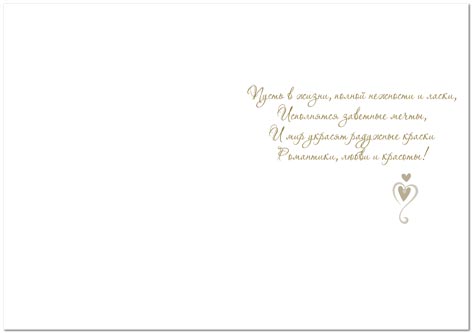 Пусть в жизни, полной нежности и ласки,
Исполнятся заветные мечты,
И мир украсят радужные краски
Романтики, любви и красоты!